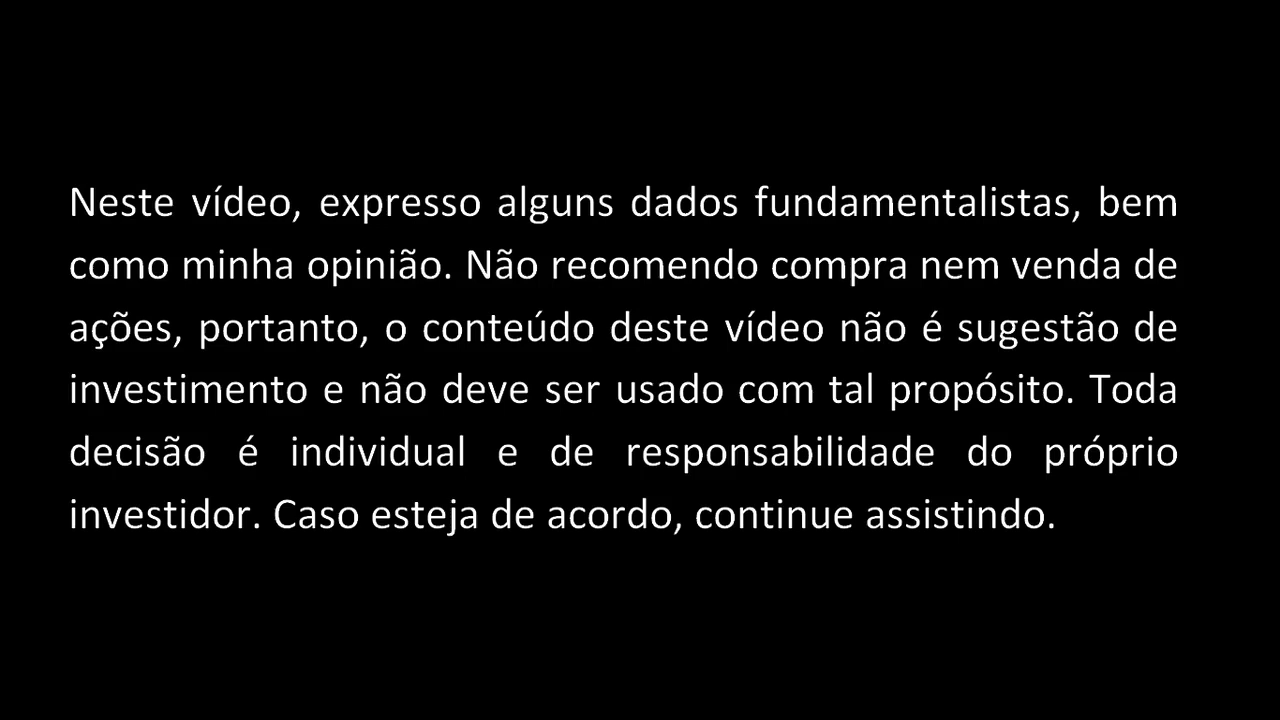 Neste vídeo, expresso alguns dados fundamentalistas, bem
como minha opinião. Não recomendo compra nem venda de
ações, portanto, o conteúdo deste vídeo não é sugestão de
investimento e não deve ser usado com tal propósito. Toda
decisão é individual e de responsabilidade do próprio
investidor. Caso esteja de acordo, continue assistindo.